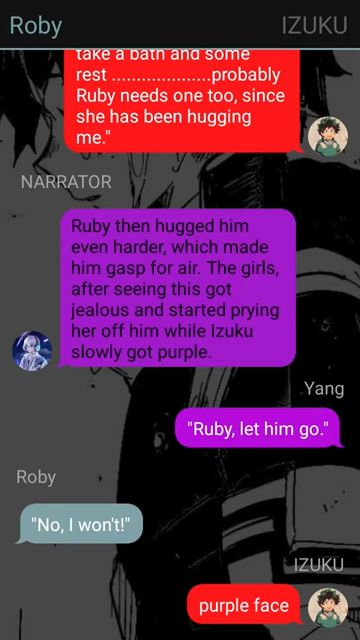 Roby
IZUKU
take a bath and some
rest ....................probably
Ruby needs one too, since
she has been hugging
me."
NARRATOR
Ruby then hugged him
even harder, which made
him gasp for air. The girls,
after seeing this got
jealous and started prying
her off him while Izuku
slowly got purple.
Yang
"Ruby, let him go."
Roby
"No, I won't!"
IZUKU
purple face